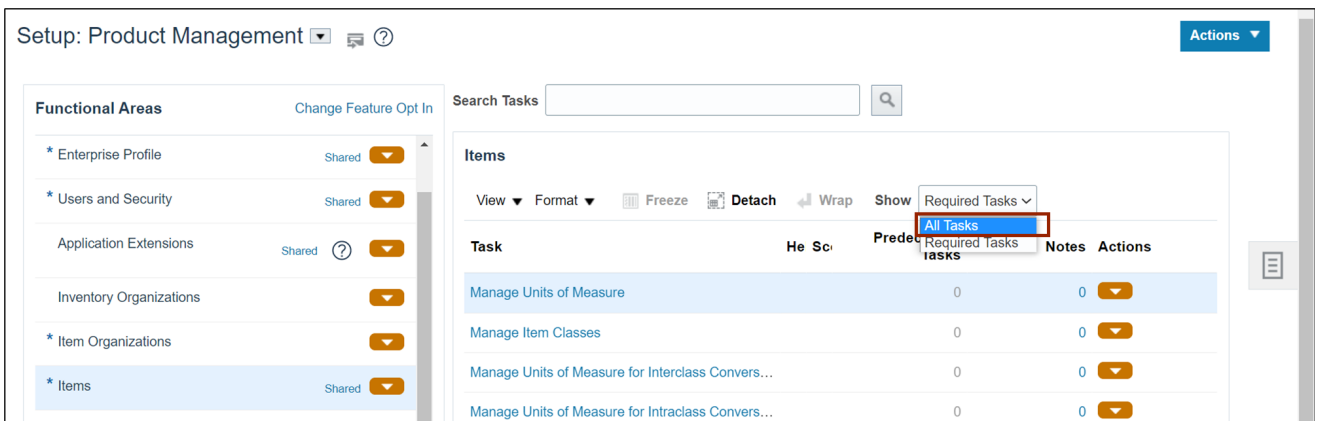 Setup: Product Management
Actions
Functional Areas
Change Feature Opt In
Search Tasks
* Enterprise Profile Shared
* Users and Security Shared
Application Extensions Shared ?
Inventory Organizations
* Item Organizations
* Items Shared
Items
View Format Freeze Detach Wrap Show Required Tasks
All Tasks
Required Tasks
Task He Notes Actions
Manage Units of Measure 0 0
Manage Item Classes 0 0
Manage Units of Measure for Interclass Convers... 0 0
Manage Units of Measure for Intraclass Convers... 0 0